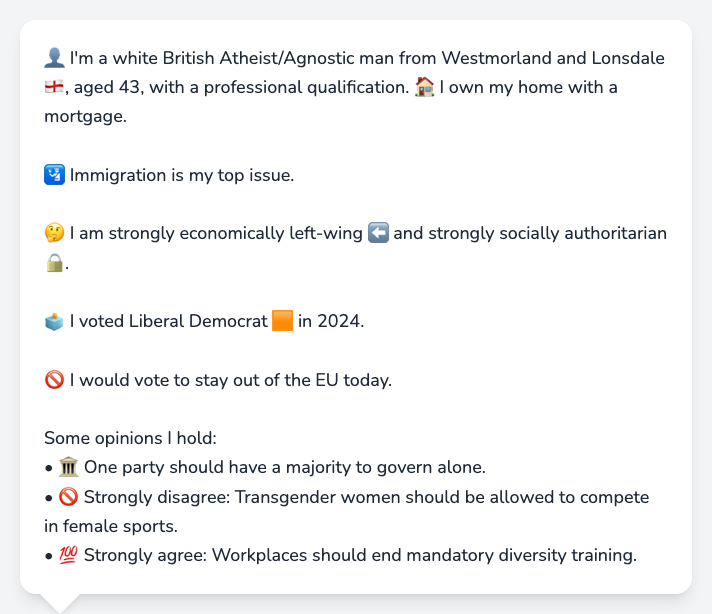 👤 I'm a white British Atheist/Agnostic man from Westmorland and Lonsdale
🏴󠁧󠁢󠁥󠁮󠁧󠁿, aged 43, with a professional qualification. 🏠 I own my home with a
mortgage.
🛂 Immigration is my top issue.
🤔 I am strongly economically left-wing ⬅️ and strongly socially authoritarian
🔒.
🗳️ I voted Liberal Democrat 🟧 in 2024.
🚫 I would vote to stay out of the EU today.
Some opinions I hold:
• 🏛️ One party should have a majority to govern alone.
• 🚫 Strongly disagree: Transgender women should be allowed to compete
in female sports.
• 💯 Strongly agree: Workplaces should end mandatory diversity training.